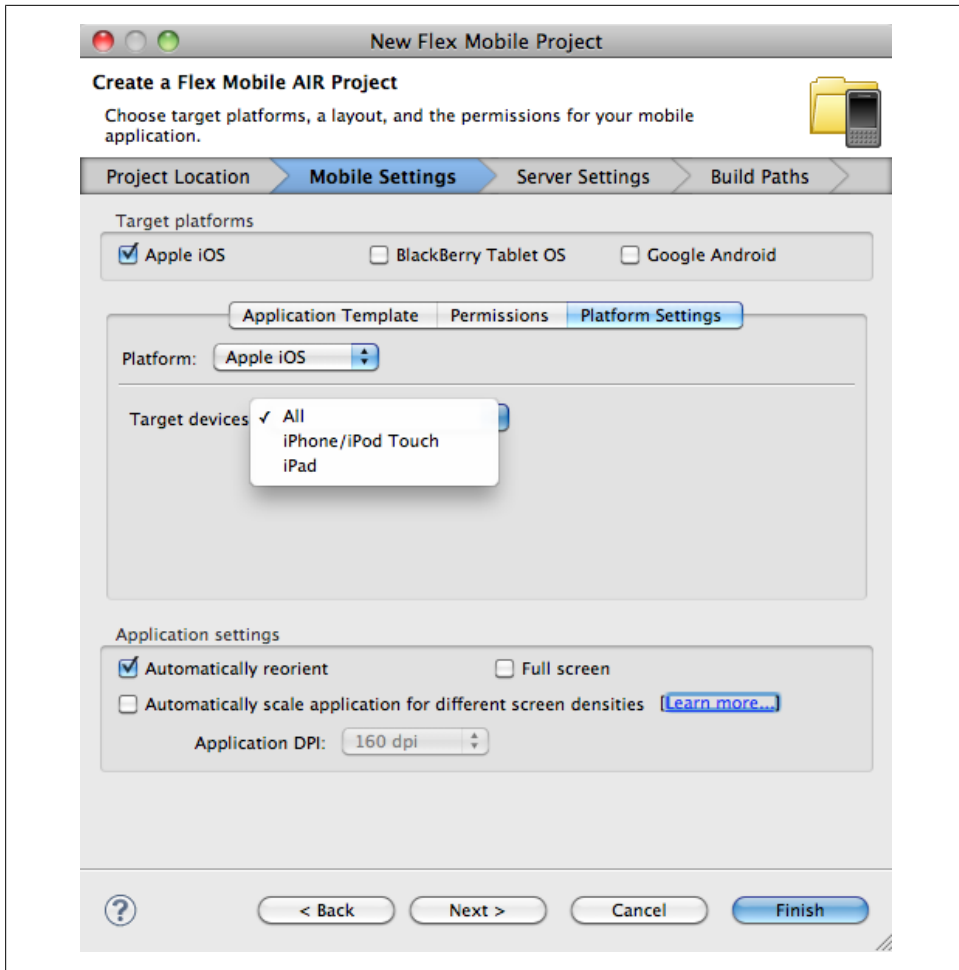 New Flex Mobile Project
Create a Flex Mobile AIR Project
Choose target platforms, a layout, and the permissions for your mobile
application.
Project Location Mobile Settings Server Settings Build Paths
Target platforms
Apple iOS BlackBerry Tablet OS Google Android
Application Template Permissions Platform Settings
Platform: Apple iOS
Target devices ✓ All
iPhone/iPod Touch
iPad
Application settings
Automatically reorient Full screen
Automatically scale application for different screen densities [Learn more...]
Application DPI: 160 dpi
? < Back Next > Cancel Finish